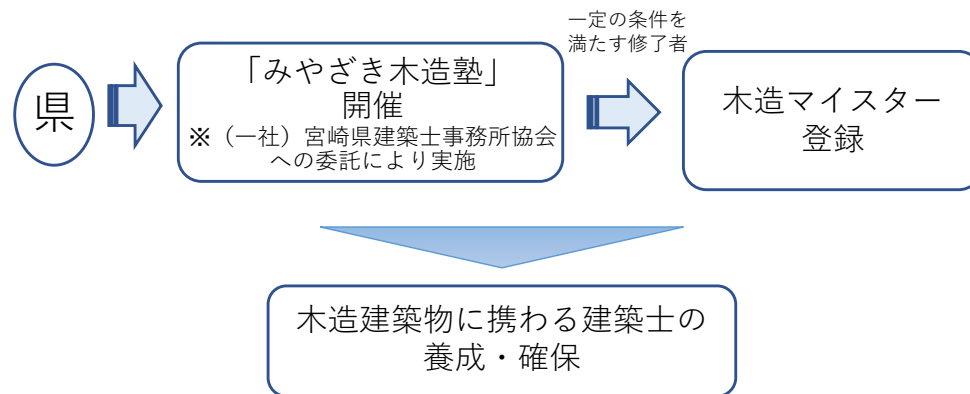 県
「みやざき木造塾」
開催
※（一社）宮崎県建築士事務所協会
への委託により実施
一定の条件を
満たす修了者
木造マイスター
登録
木造建築物に携わる建築士の
養成・確保